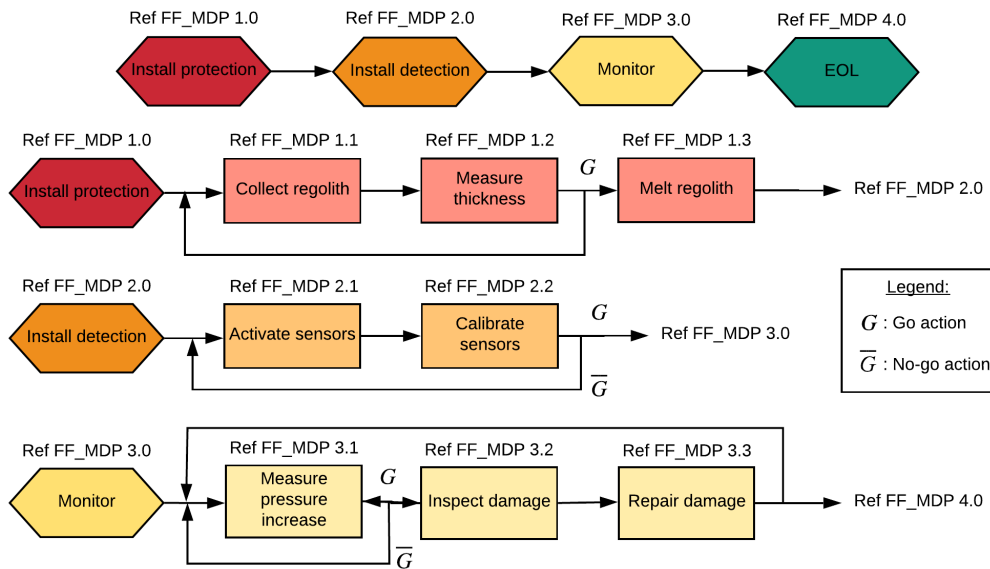 Ref FF_MDP 1.0
Ref FF_MDP 2.0
Ref FF_MDP 3.0
Ref FF_MDP 4.0
Install protection
Install detection
Monitor
EOL
Ref FF_MDP 1.0
Ref FF_MDP 1.1
Ref FF_MDP 1.2
Ref FF_MDP 1.3
G
Install protection
Collect regolith
Measure
thickness
Melt regolith
Ref FF_MDP 2.0
Ref FF_MDP 2.0
Ref FF_MDP 2.1
Ref FF_MDP 2.2
G
Install detection
Activate sensors
Calibrate
sensors
Ref FF_MDP 3.0
G̅
Legend:
G : Go action
G̅ : No-go action
Ref FF_MDP 3.0
Ref FF_MDP 3.1
Ref FF_MDP 3.2
Ref FF_MDP 3.3
G
Monitor
Measure
pressure
increase
Inspect damage
Repair damage
Ref FF_MDP 4.0
G̅